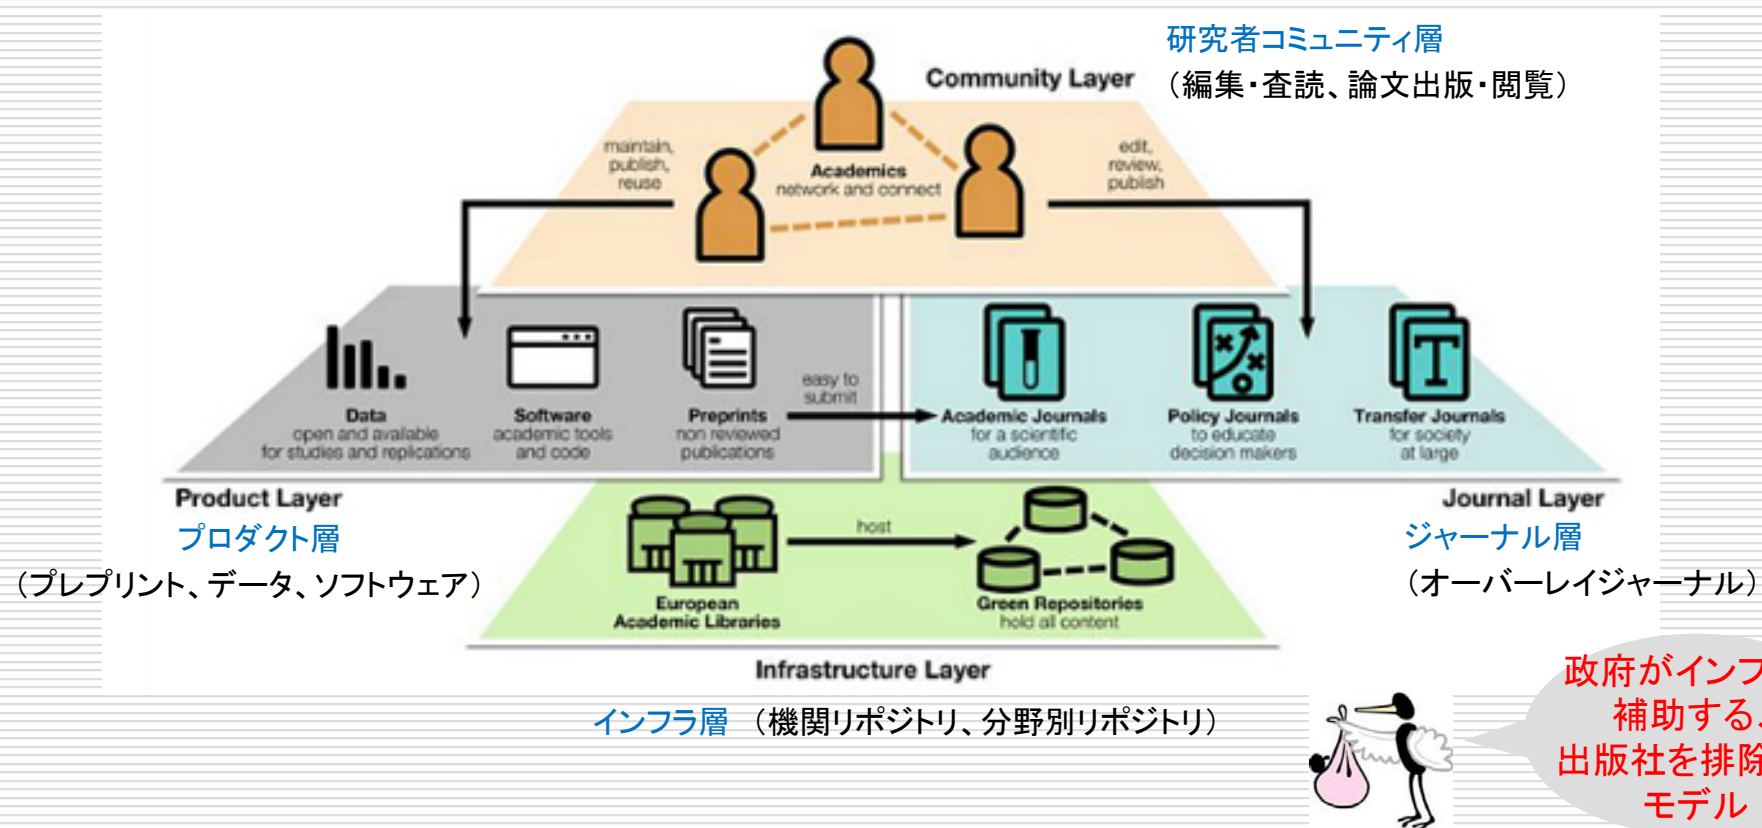 研究者コミュニティ層
Community Layer
（編集・査読、論文出版・閲覧）
maintain,
publish,
reuse
edit,
review,
publish
Academics
network and connect
Data
open and available
for studies and replications
Software
academic tools
and code
Preprints
non reviewed
publications
easy to
submit
Academic Journals
for a scientific
audience
Policy Journals
to educate
decision makers
Transfer Journals
for society
at large
Product Layer
プロダクト層
（プレプリント、データ、ソフトウェア）
Journal Layer
ジャーナル層
（オーバーレイジャーナル）
host
European
Academic Libraries
Green Repositories
hold all content
Infrastructure Layer
インフラ層 （機関リポジトリ、分野別リポジトリ）
政府がインフ
補助する、
出版社を排除
モデル